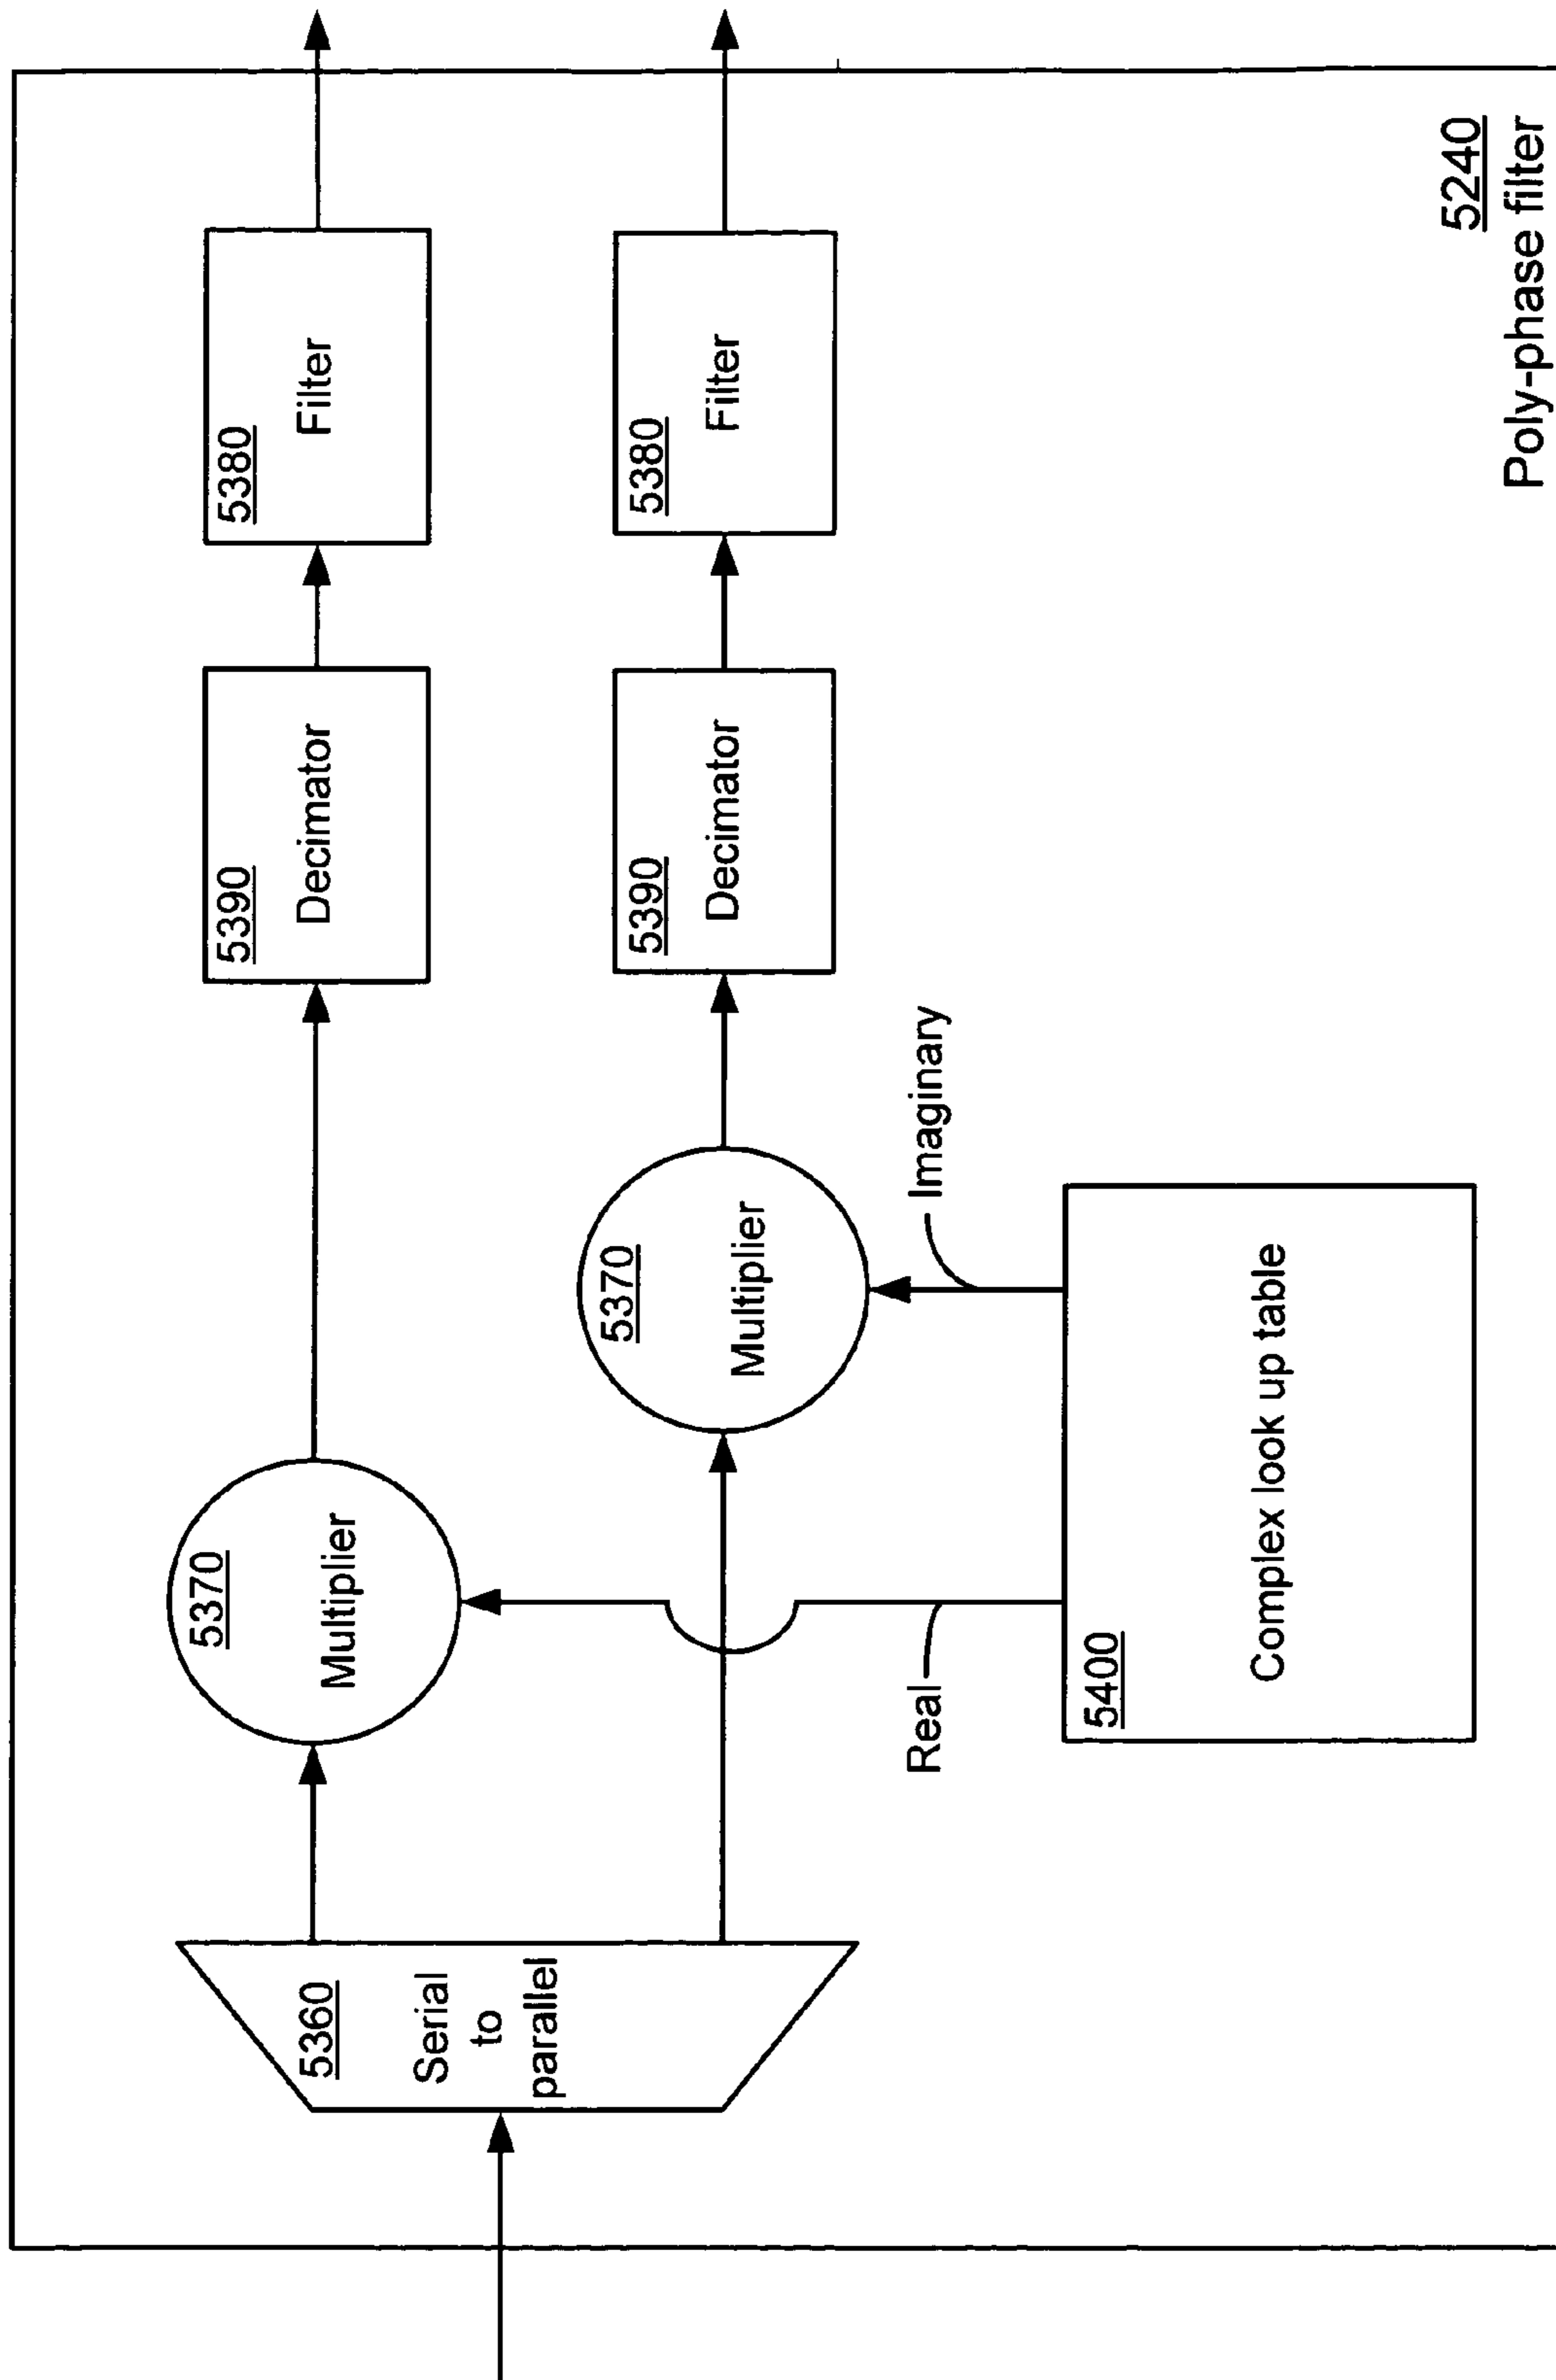 5360
Serial
to
parallel
5370
Multiplier
5390
Decimator
5380
Filter
5370
Multiplier
5390
Decimator
5380
Filter
Real
Imaginary
5400
Complex look up table
5240
Poly-phase filter